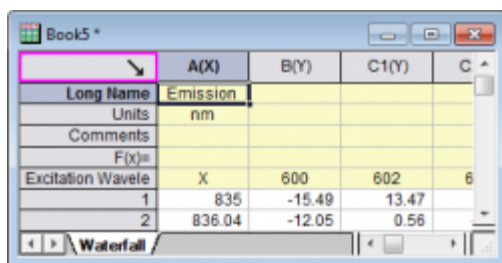 Book5 *
A(X) B(Y) C1(Y) C
Long Name Emission
Units nm
Comments
F(x)=
Excitation Wavele X 600 602 6
1 835 -15.49 13.47
2 836.04 -12.05 0.56
Waterfall